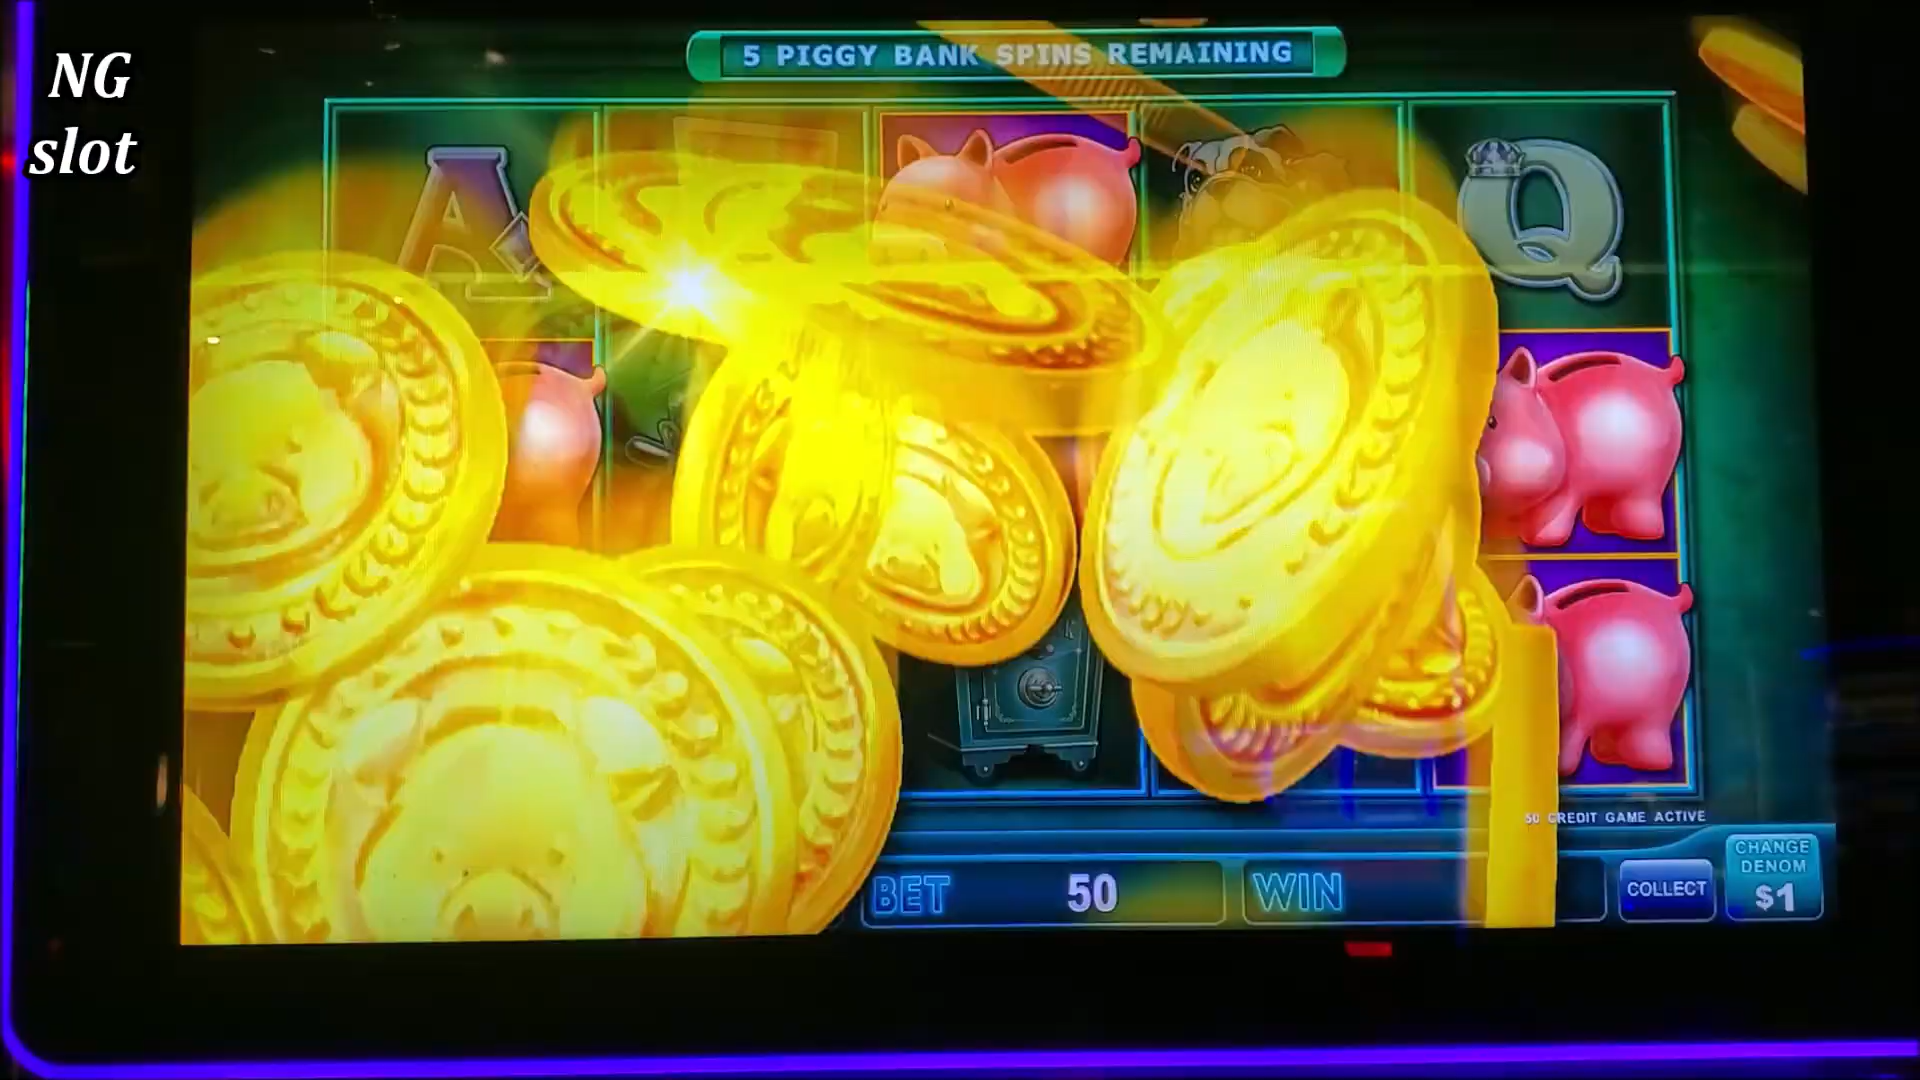 NG
slot
5 PIGGY BANK SPINS REMAINING
A
Q
50 CREDIT GAME ACTIVE
BET 50 WIN
COLLECT
CHANGE
DENOM
$1